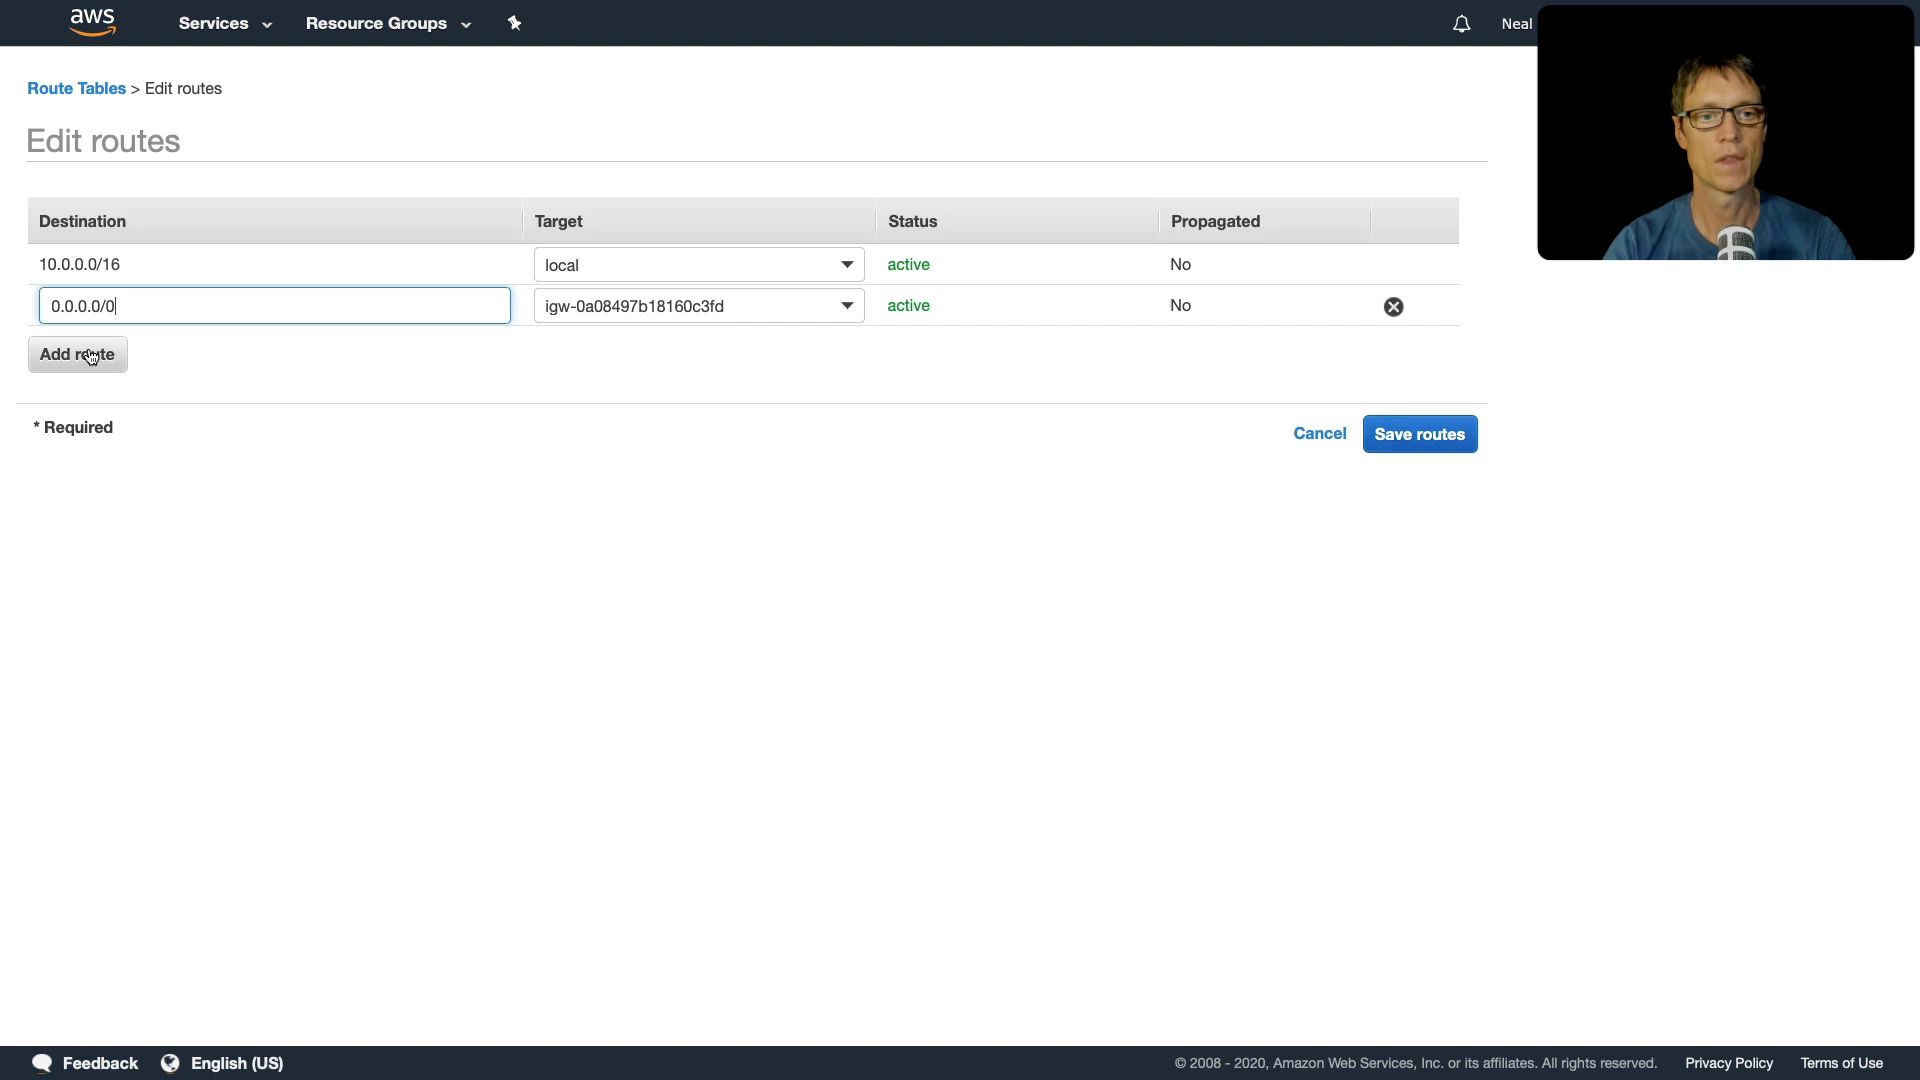 aws Services Resource Groups Neal
Route Tables > Edit routes
Edit routes
Destination Target Status Propagated
10.0.0.0/16 local active No
0.0.0.0/0 igw-0a08497b18160c3fd active No
Add route
* Required Cancel Save routes
Feedback English (US) © 2008 - 2020, Amazon Web Services, Inc. or its affiliates. All rights reserved. Privacy Policy Terms of Use